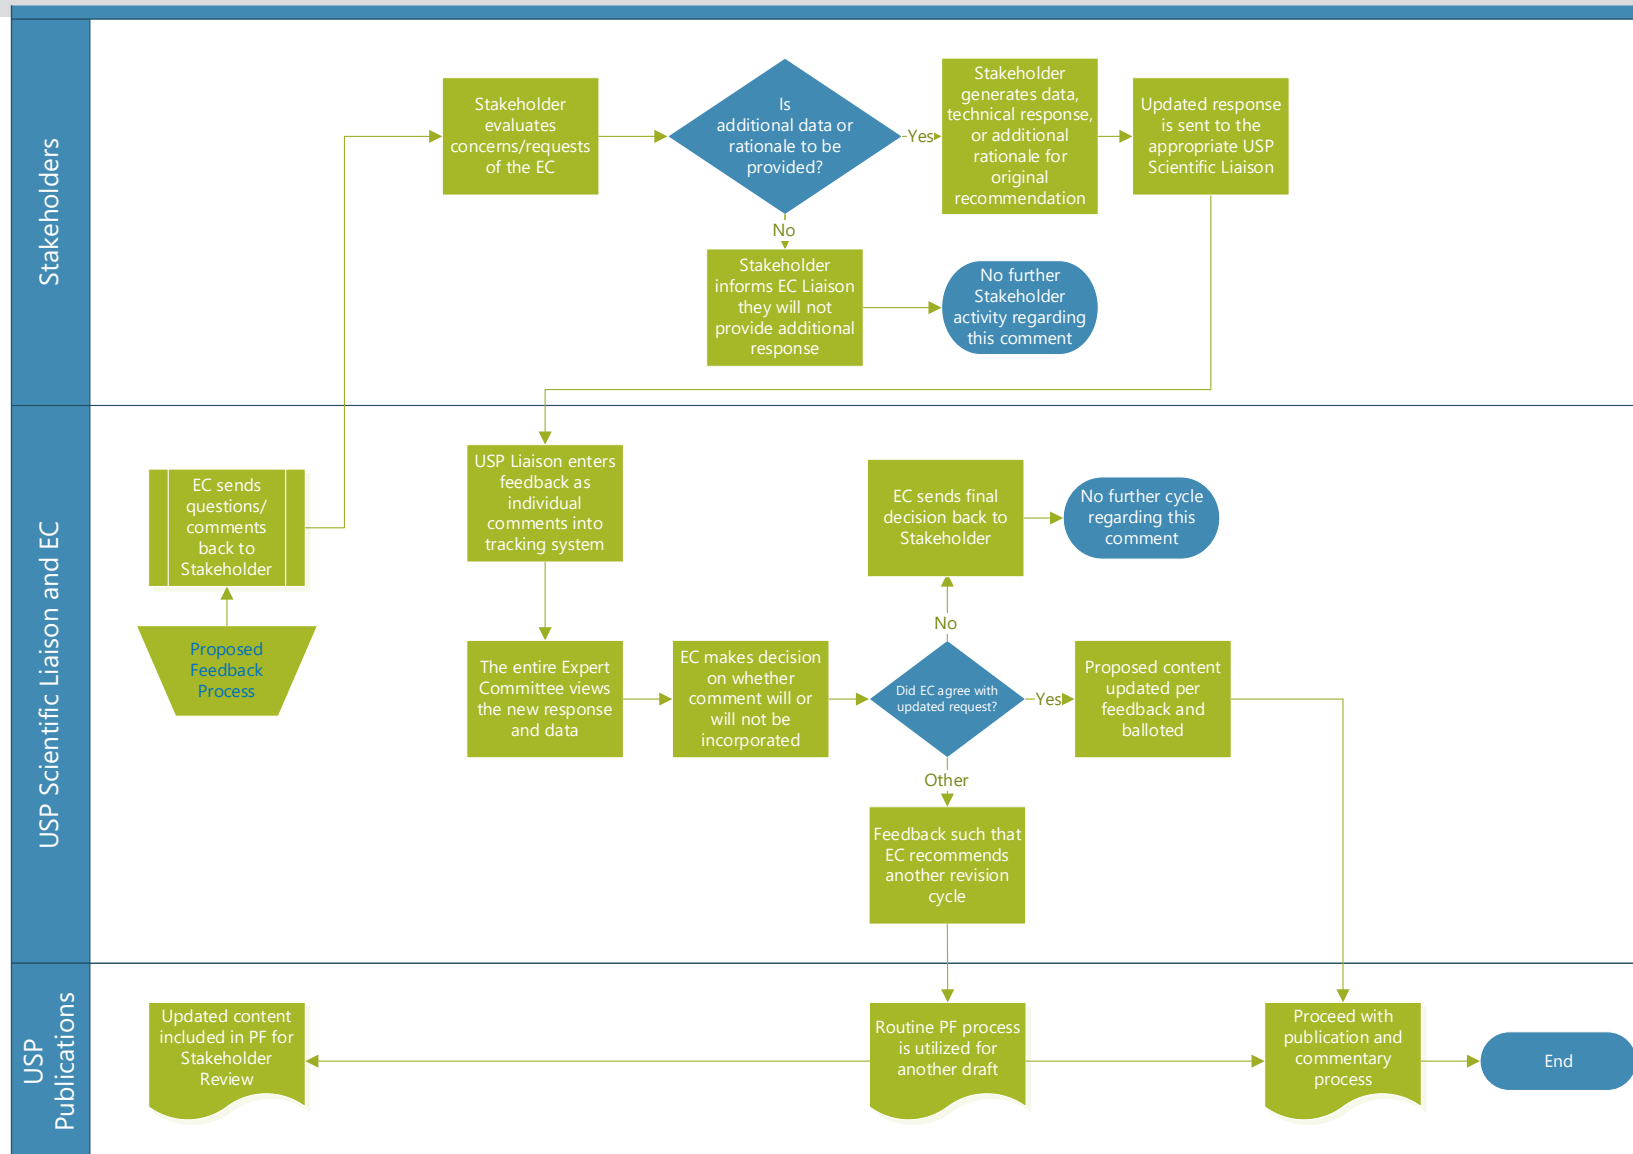 Stakeholders
Stakeholder
evaluates
concerns/requests
of the EC
Is
additional data or
rationale to be
provided?
Yes
Stakeholder
generates data,
technical response,
or additional
rationale for
original
recommendation
Updated response
is sent to the
appropriate USP
Scientific Liaison
No
Stakeholder
informs EC Liaison
they will not
provide additional
response
No further
Stakeholder
activity regarding
this comment
USP Scientific Liaison and EC
EC sends
questions/
comments
back to
Stakeholder
Proposed
Feedback
Process
USP Liaison enters
feedback as
individual
comments into
tracking system
The entire Expert
Committee views
the new response
and data
EC makes decision
on whether
comment will or
will not be
incorporated
Did EC agree with
updated request?
No
EC sends final
decision back to
Stakeholder
No further cycle
regarding this
comment
Yes
Proposed content
updated per
feedback and
balloted
Other
Feedback such that
EC recommends
another revision
cycle
USP
Publications
Updated content
included in PF for
Stakeholder
Review
Routine PF process
is utilized for
another draft
Proceed with
publication and
commentary
process
End